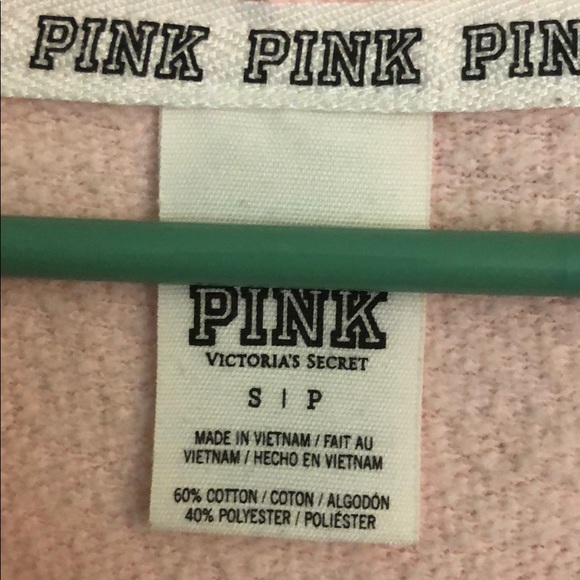 PINK PINK PIN
PINK
VICTORIA'S SECRET
S | P
MADE IN VIETNAM / FAIT AU
VIETNAM / HECHO EN VIETNAM
60% COTTON / COTON / ALGODÓN
40% POLYESTER / POLIÉSTER